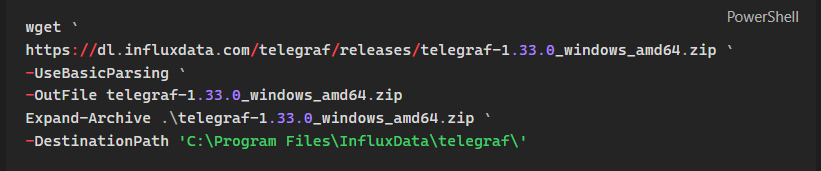 PowerShell
wget `
https://dl.influxdata.com/telegraf/releases/telegraf-1.33.0_windows_amd64.zip `
-UseBasicParsing `
-OutFile telegraf-1.33.0_windows_amd64.zip
Expand-Archive .\telegraf-1.33.0_windows_amd64.zip `
-DestinationPath 'C:\Program Files\InfluxData\telegraf\'